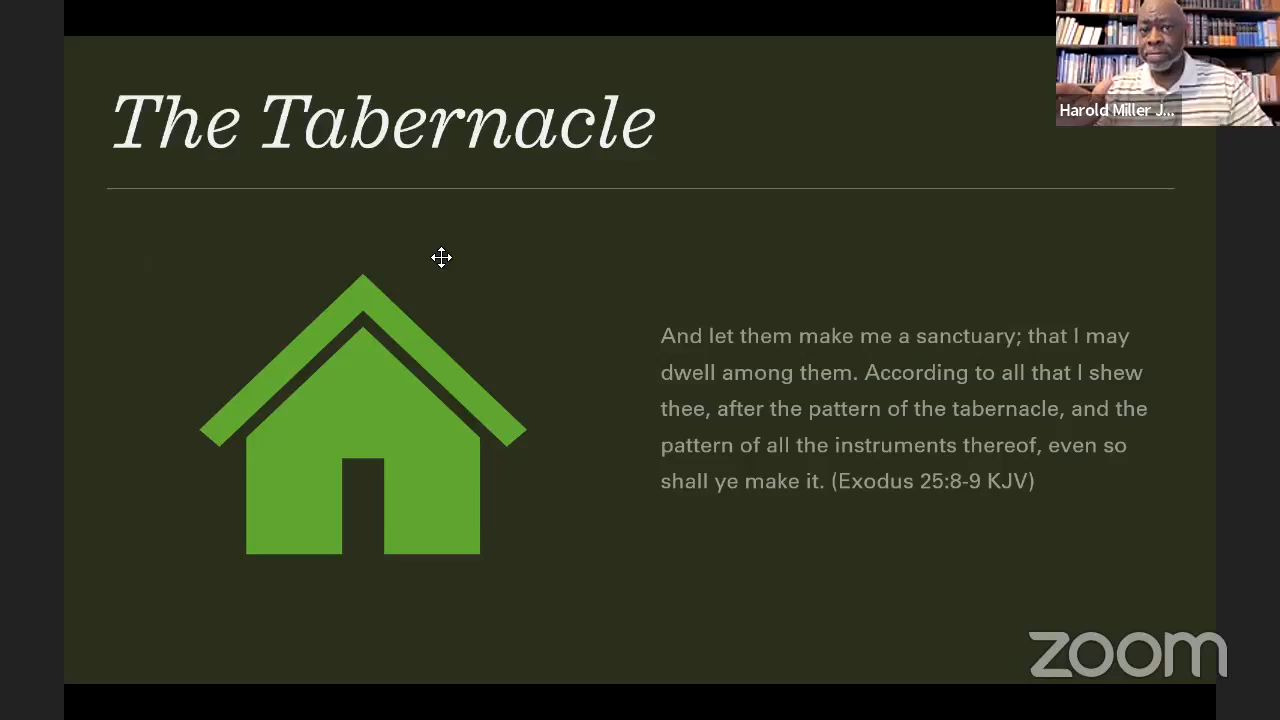 The Tabernacle
Harold Miller J...
And let them make me a sanctuary; that I may
dwell among them. According to all that I shew
thee, after the pattern of the tabernacle, and the
pattern of all the instruments thereof, even so
shall ye make it. (Exodus 25:8-9 KJV)
zoom